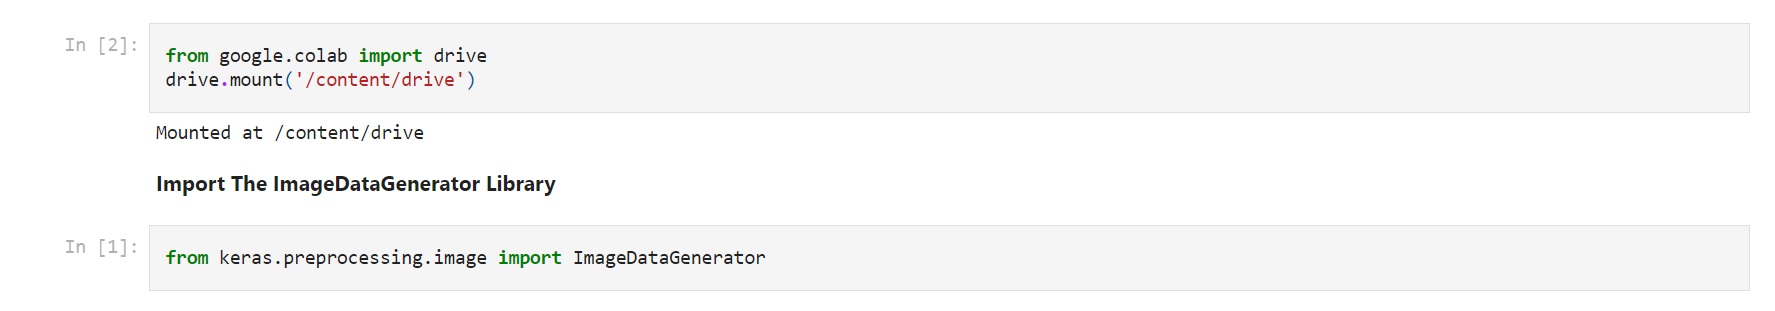 In [2]:
from google.colab import drive
drive.mount('/content/drive')
Mounted at /content/drive
Import The ImageDataGenerator Library
In [1]:
from keras.preprocessing.image import ImageDataGenerator